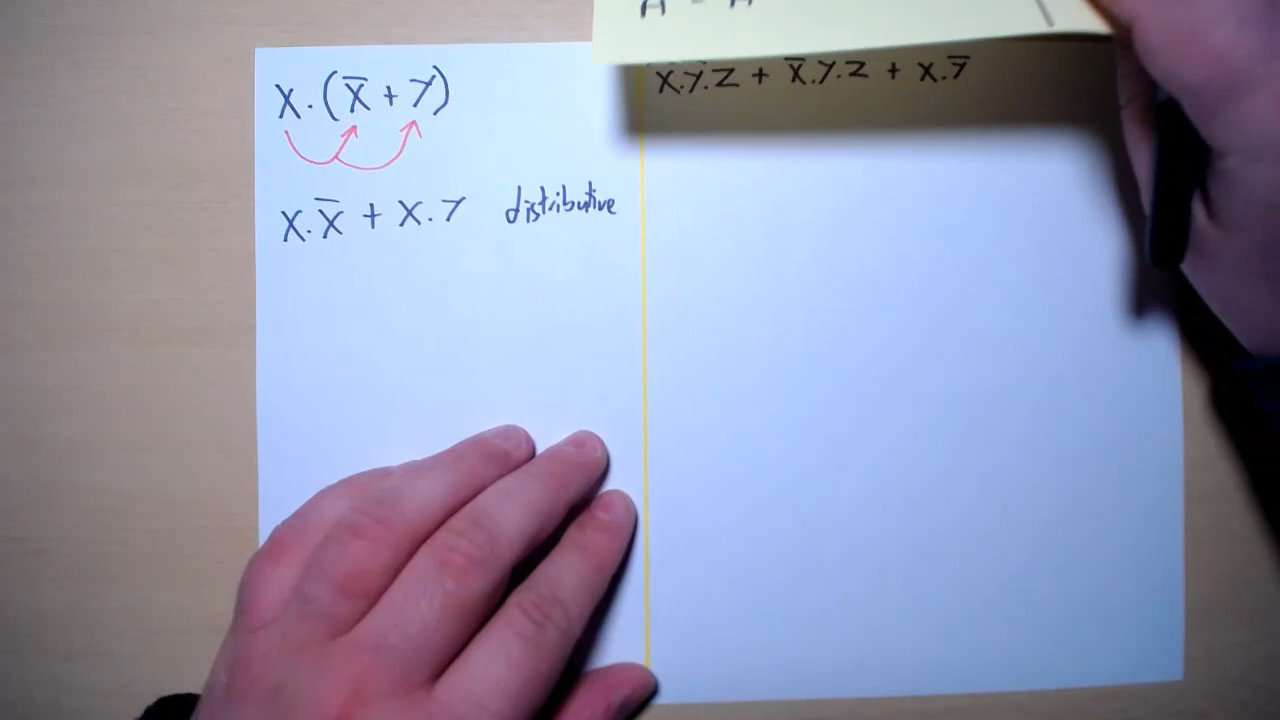 X.(X̅ + Y)
X.X̅ + X.Y distributive
X.Y̅.Z + X̅.Y.Z + X.Y̅